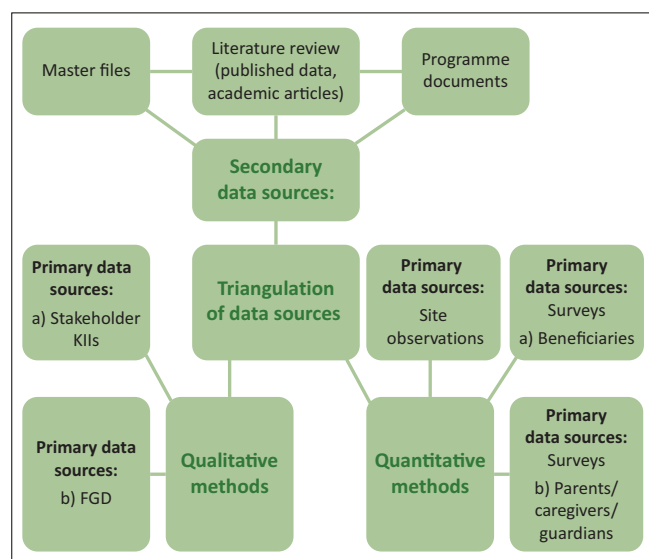 Master files
Literature review
(published data,
academic articles)
Programme
documents
Secondary
data sources:
Primary data
sources:
a) Stakeholder
KIIs
Triangulation
of data sources
Primary
data sources:
Site
observations
Primary
data sources:
Surveys
a) Beneficiaries
Primary data
sources:
b) FGD
Qualitative
methods
Quantitative
methods
Primary
data sources:
Surveys
b) Parents/
caregivers/
guardians